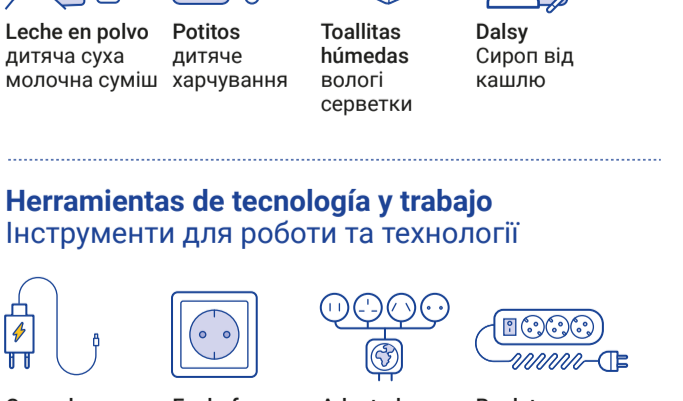 Leche en polvo
дитяча суха
молочна суміш
Potitos
дитяче
харчування
Toallitas
húmedas
вологі
серветки
Dalsy
Сироп від
кашлю
Herramientas de tecnología y trabajo
Інструменти для роботи та технології